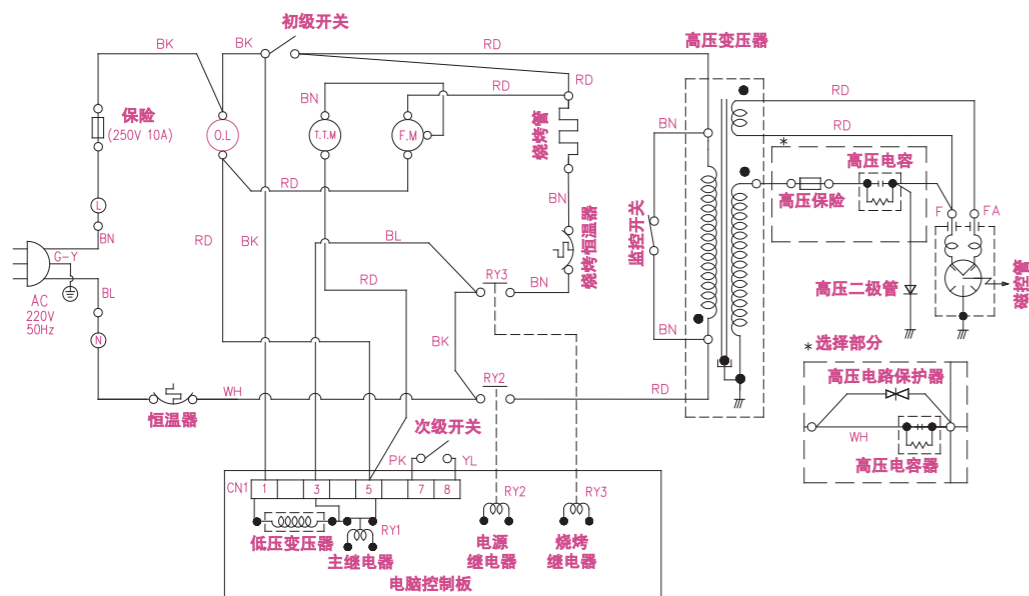 初级开关
高压变压器
BK
BK
RD
RD
RD
RD
BN
保险
(250V 10A)
O.L
T.T.M
F.M
烧烤管
BN
RD
*
高压电容
高压保险
RD
BN
L
BN
G-Y
BL
AC
220V
50Hz
N
RD
BK
BL
RD
RY3
BN
烧烤恒温器
监控开关
F
FA
磁控管
高压二极管
BN
BK
*选择部分
恒温器
WH
RY2
RD
高压电路保护器
WH
高压电容器
次级开关
PK
YL
CN1
1
3
5
7
8
RY1
RY2
RY3
低压变压器
主继电器
电源
继电器
烧烤
继电器
电脑控制板